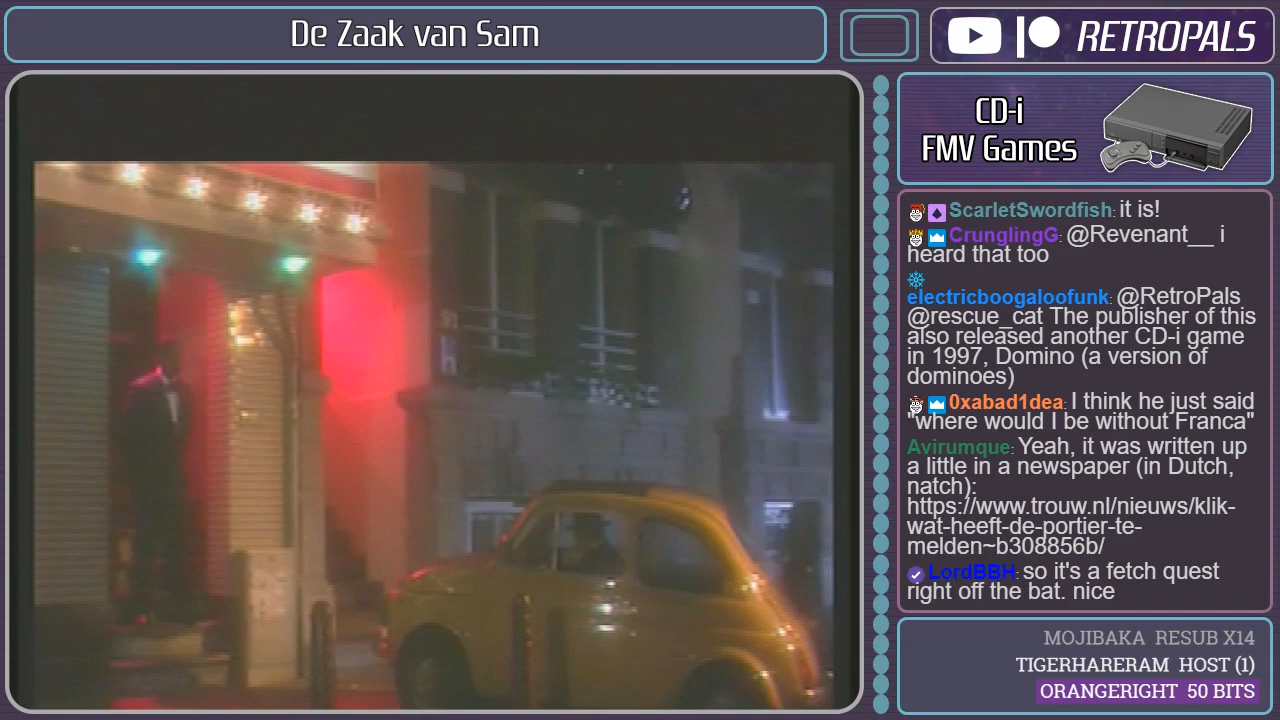 De Zaak van Sam
RETROPALS
CD-i
FMV Games
ScarletSwordfish: it is!
CrunglingG: @Revenant__ i
heard that too
electricboogaloofunk: @RetroPals
@rescue_cat The publisher of this
also released another CD-i game
in 1997, Domino (a version of
dominoes)
0xabad1dea: I think he just said
"where would I be without Franca"
Avirumque: Yeah, it was written up
a little in a newspaper (in Dutch,
natch):
https://www.trouw.nl/nieuws/klik-
wat-heeft-de-portier-te-
melden~b308856b/
LordBBH: so it's a fetch quest
right off the bat. nice
MOJIBAKA RESUB X14
TIGERHARERAM HOST (1)
ORANGERIGHT 50 BITS